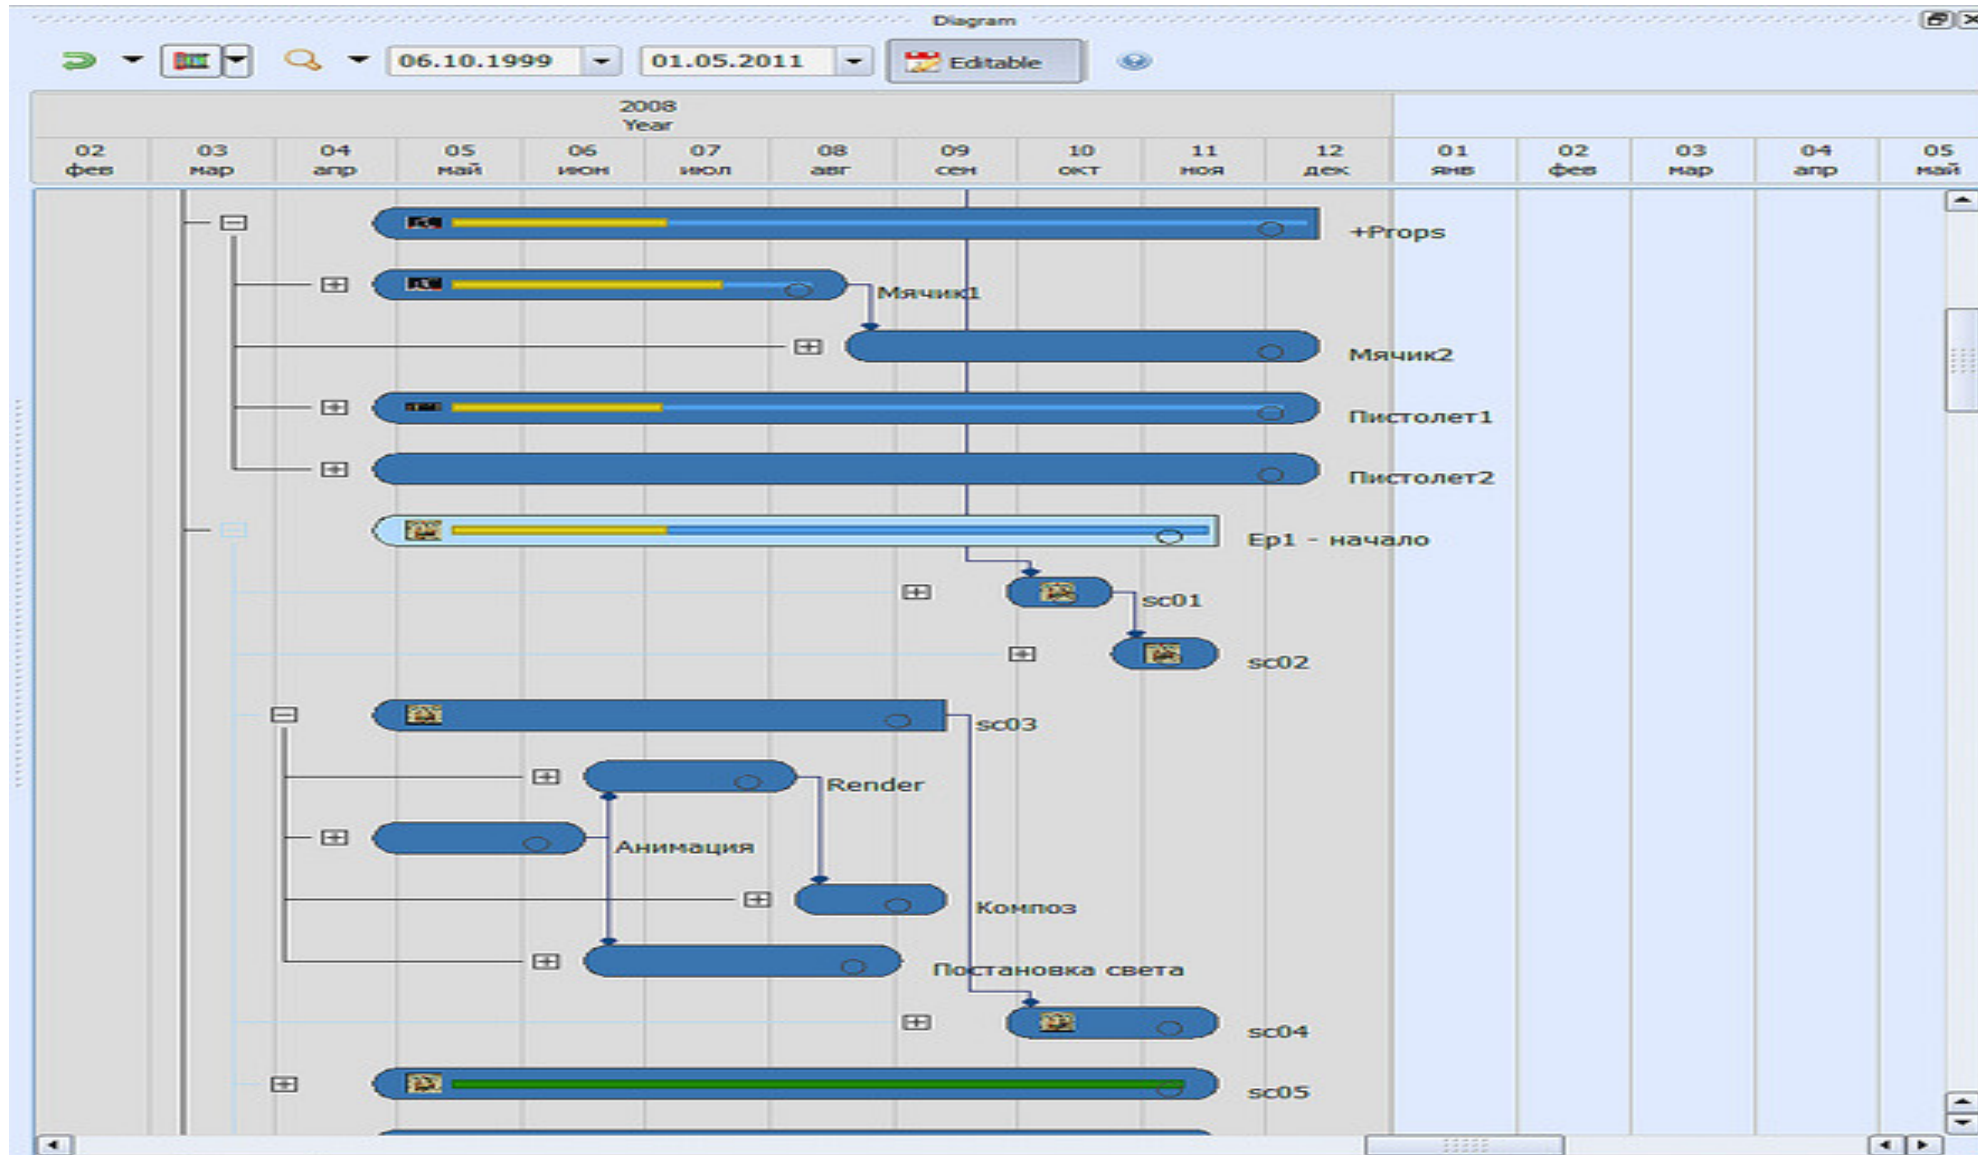 Diagram
06.10.1999 01.05.2011 Editable
2008
Year
02 03 04 05 06 07 08 09 10 11 12 01 02 03 04 05
фев мар апр май июн июл авг сен окт ноя дек янв фев мар апр май
+Props
Мячик1
Мячик2
Пистолет1
Пистолет2
Ep1 - начало
sc01
sc02
sc03
Render
Анимация
Композ
Постановка света
sc04
sc05